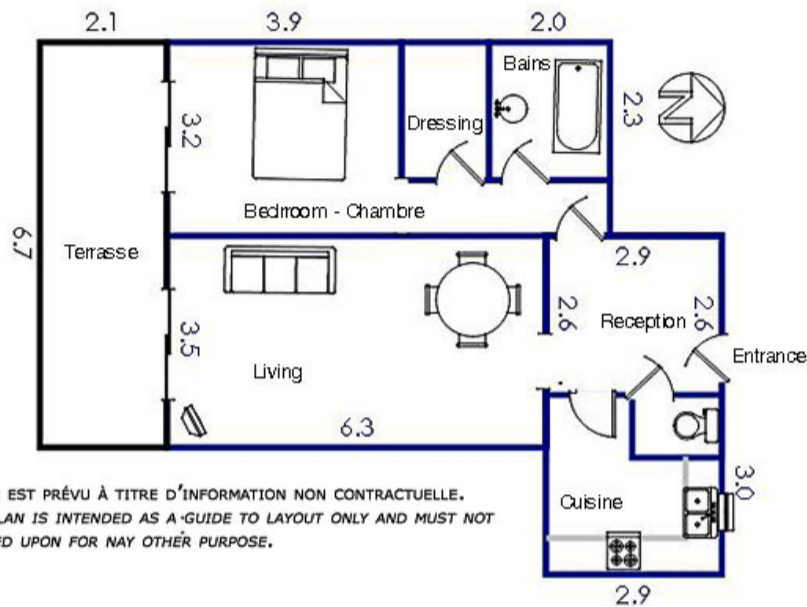 2.1
3.9
2.0
Bains
2.3
N
3.2
Dressing
Bedroom - Chambre
6.7
Terrasse
2.9
2.6
Reception
2.6
Entrance
3.5
Living
6.3
Cuisine
3.0
2.9
EST PRÉVU À TITRE D'INFORMATION NON CONTRACTUELLE.
LAN IS INTENDED AS A GUIDE TO LAYOUT ONLY AND MUST NOT
ED UPON FOR NAY OTHER PURPOSE.